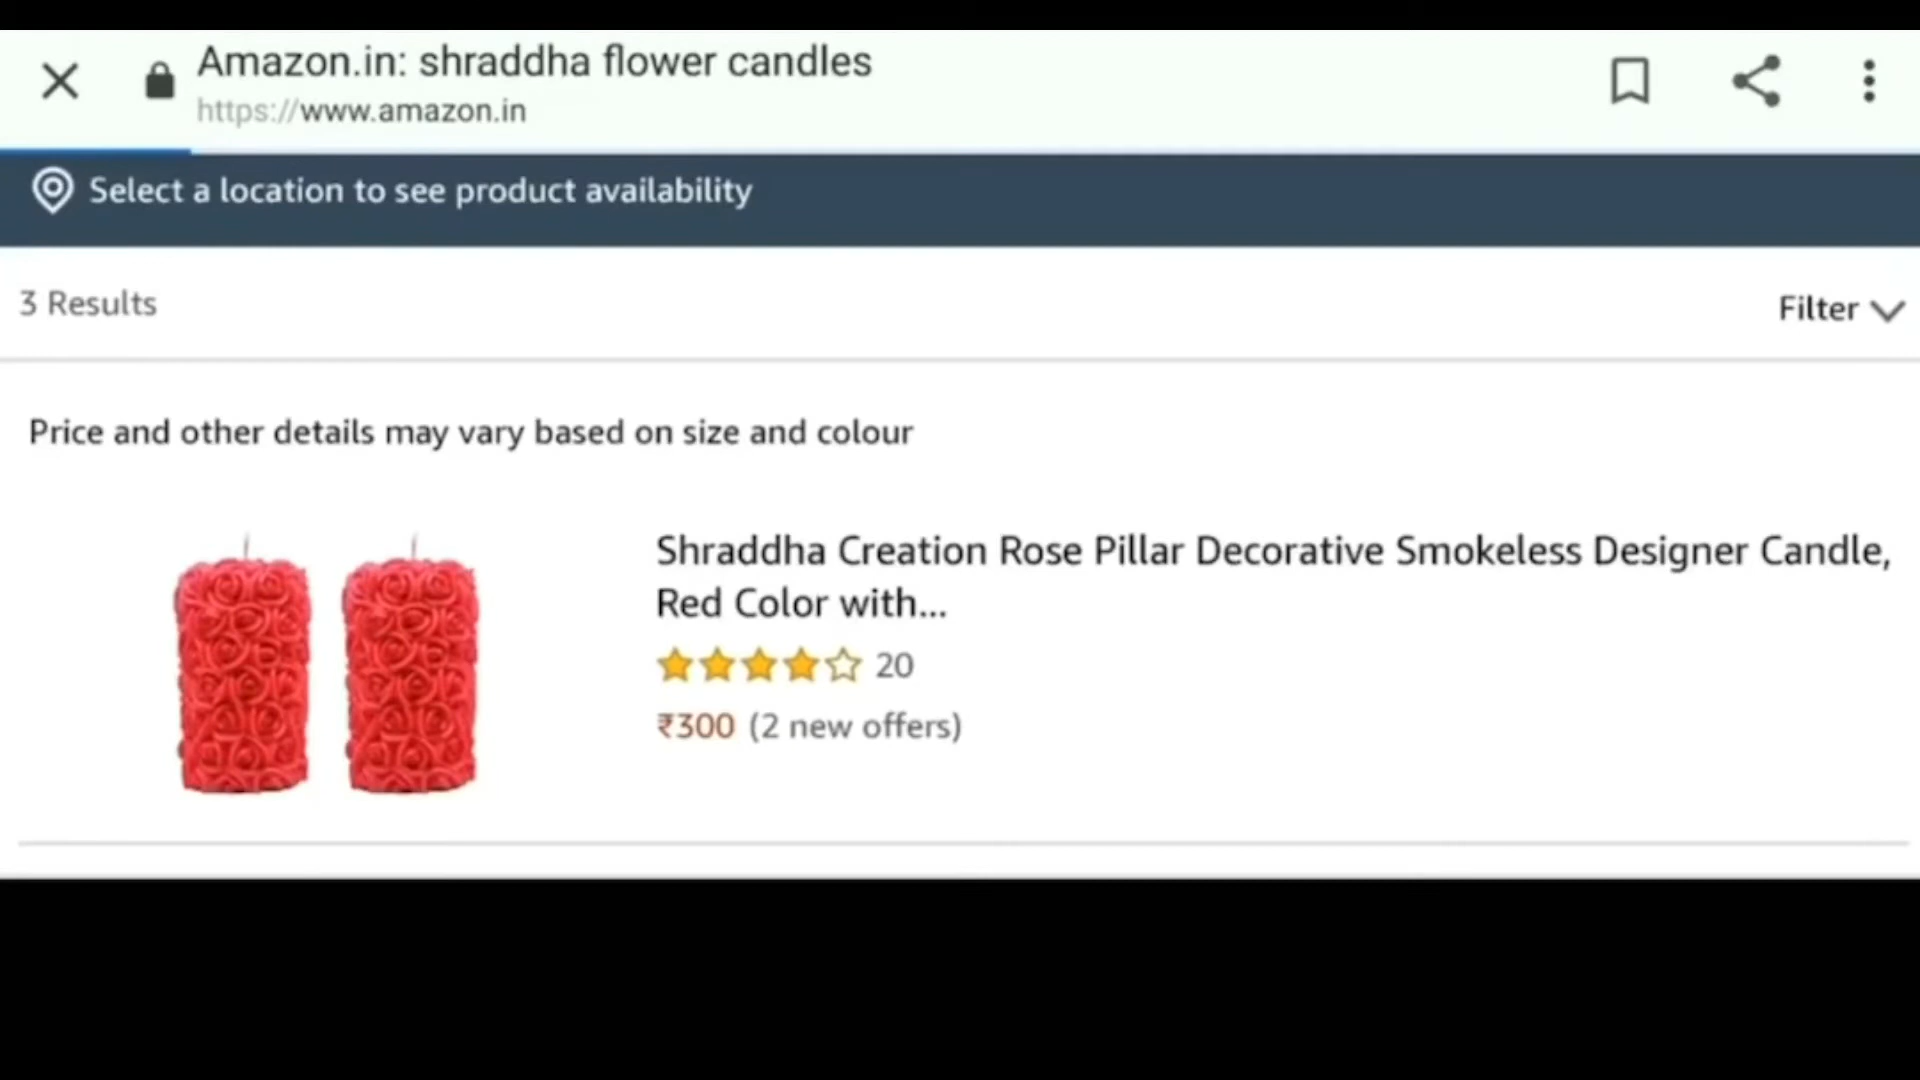 Amazon.in: shraddha flower candles
https://www.amazon.in
Select a location to see product availability
3 Results
Filter
Price and other details may vary based on size and colour
Shraddha Creation Rose Pillar Decorative Smokeless Designer Candle,
Red Color with...
20
₹300 (2 new offers)